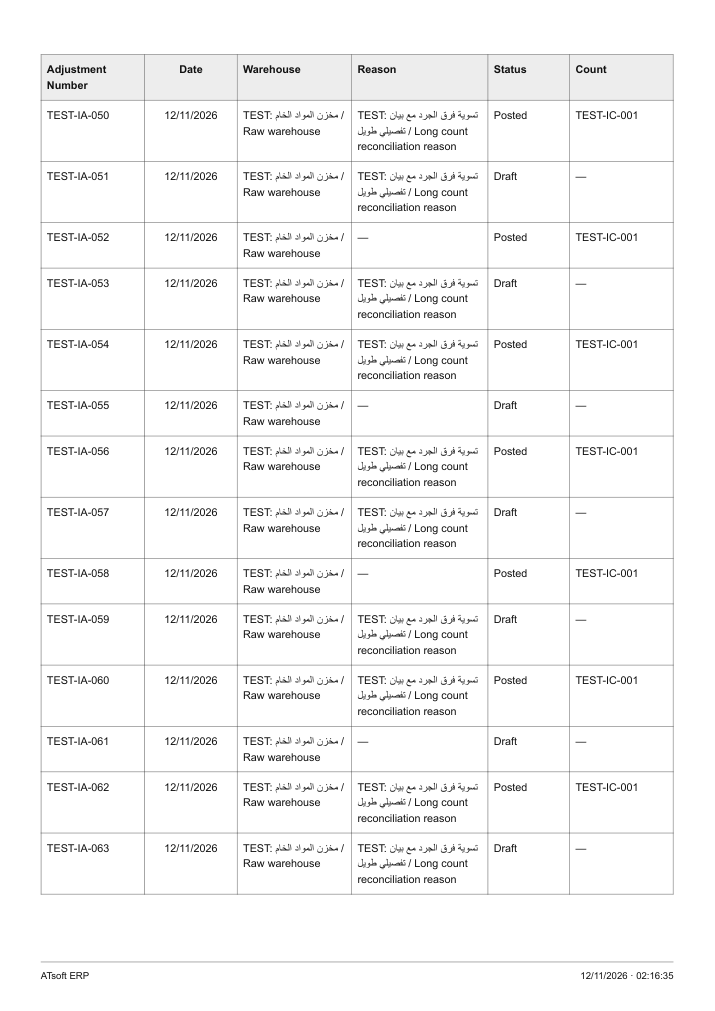 Adjustment Number Date Warehouse Reason Status Count
TEST-IA-050 12/11/2026 TEST: مخزن المواد الخام / Raw warehouse TEST: تسوية فرق الجرد مع بيان تفصيلي طويل / Long count reconciliation reason Posted TEST-IC-001
TEST-IA-051 12/11/2026 TEST: مخزن المواد الخام / Raw warehouse TEST: تسوية فرق الجرد مع بيان تفصيلي طويل / Long count reconciliation reason Draft —
TEST-IA-052 12/11/2026 TEST: مخزن المواد الخام / Raw warehouse — Posted TEST-IC-001
TEST-IA-053 12/11/2026 TEST: مخزن المواد الخام / Raw warehouse TEST: تسوية فرق الجرد مع بيان تفصيلي طويل / Long count reconciliation reason Draft —
TEST-IA-054 12/11/2026 TEST: مخزن المواد الخام / Raw warehouse TEST: تسوية فرق الجرد مع بيان تفصيلي طويل / Long count reconciliation reason Posted TEST-IC-001
TEST-IA-055 12/11/2026 TEST: مخزن المواد الخام / Raw warehouse — Draft —
TEST-IA-056 12/11/2026 TEST: مخزن المواد الخام / Raw warehouse TEST: تسوية فرق الجرد مع بيان تفصيلي طويل / Long count reconciliation reason Posted TEST-IC-001
TEST-IA-057 12/11/2026 TEST: مخزن المواد الخام / Raw warehouse TEST: تسوية فرق الجرد مع بيان تفصيلي طويل / Long count reconciliation reason Draft —
TEST-IA-058 12/11/2026 TEST: مخزن المواد الخام / Raw warehouse — Posted TEST-IC-001
TEST-IA-059 12/11/2026 TEST: مخزن المواد الخام / Raw warehouse TEST: تسوية فرق الجرد مع بيان تفصيلي طويل / Long count reconciliation reason Draft —
TEST-IA-060 12/11/2026 TEST: مخزن المواد الخام / Raw warehouse TEST: تسوية فرق الجرد مع بيان تفصيلي طويل / Long count reconciliation reason Posted TEST-IC-001
TEST-IA-061 12/11/2026 TEST: مخزن المواد الخام / Raw warehouse — Draft —
TEST-IA-062 12/11/2026 TEST: مخزن المواد الخام / Raw warehouse TEST: تسوية فرق الجرد مع بيان تفصيلي طويل / Long count reconciliation reason Posted TEST-IC-001
TEST-IA-063 12/11/2026 TEST: مخزن المواد الخام / Raw warehouse TEST: تسوية فرق الجرد مع بيان تفصيلي طويل / Long count reconciliation reason Draft —
ATsoft ERP 12/11/2026 · 02:16:35